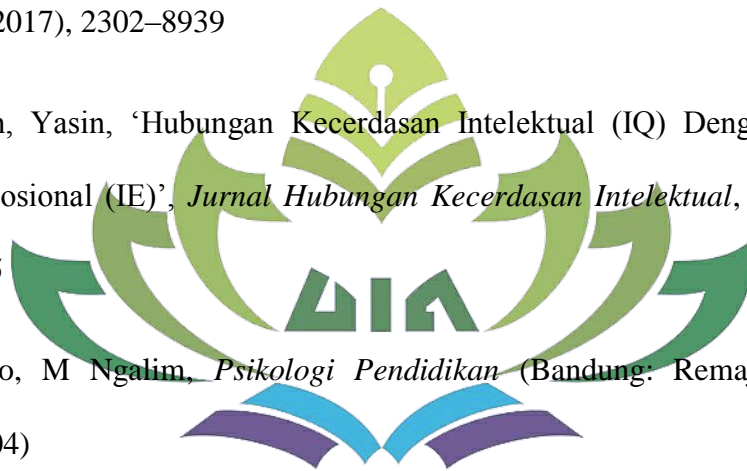 2017), 2302–8939
n, Yasin, ‘Hubungan Kecerdasan Intelektual (IQ) Deng
osional (IE)’, Jurnal Hubungan Kecerdasan Intelektual,
UIN
o, M Ngalim, Psikologi Pendidikan (Bandung: Rema
04)